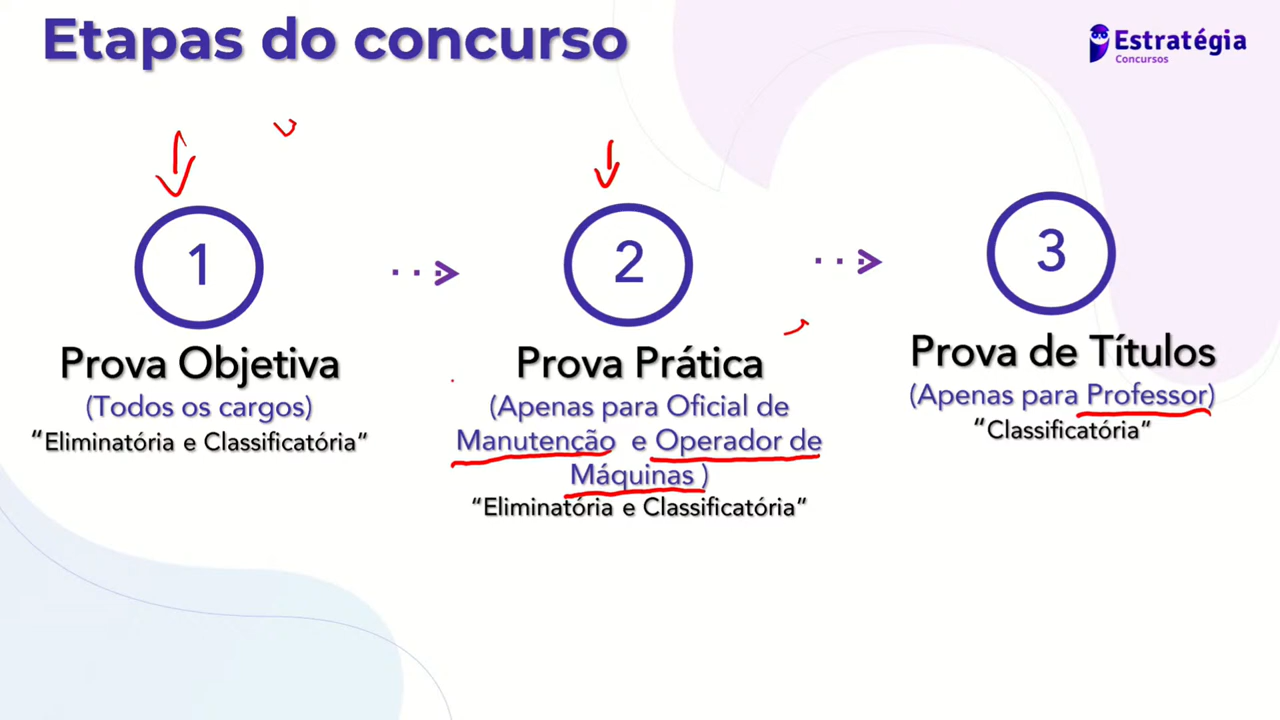 Etapas do concurso
Estratégia
Concursos
1
2
3
Prova Objetiva
(Todos os cargos)
“Eliminatória e Classificatória”
Prova Prática
(Apenas para Oficial de
Manutenção e Operador de
Máquinas )
“Eliminatória e Classificatória”
Prova de Títulos
(Apenas para Professor)
“Classificatória”